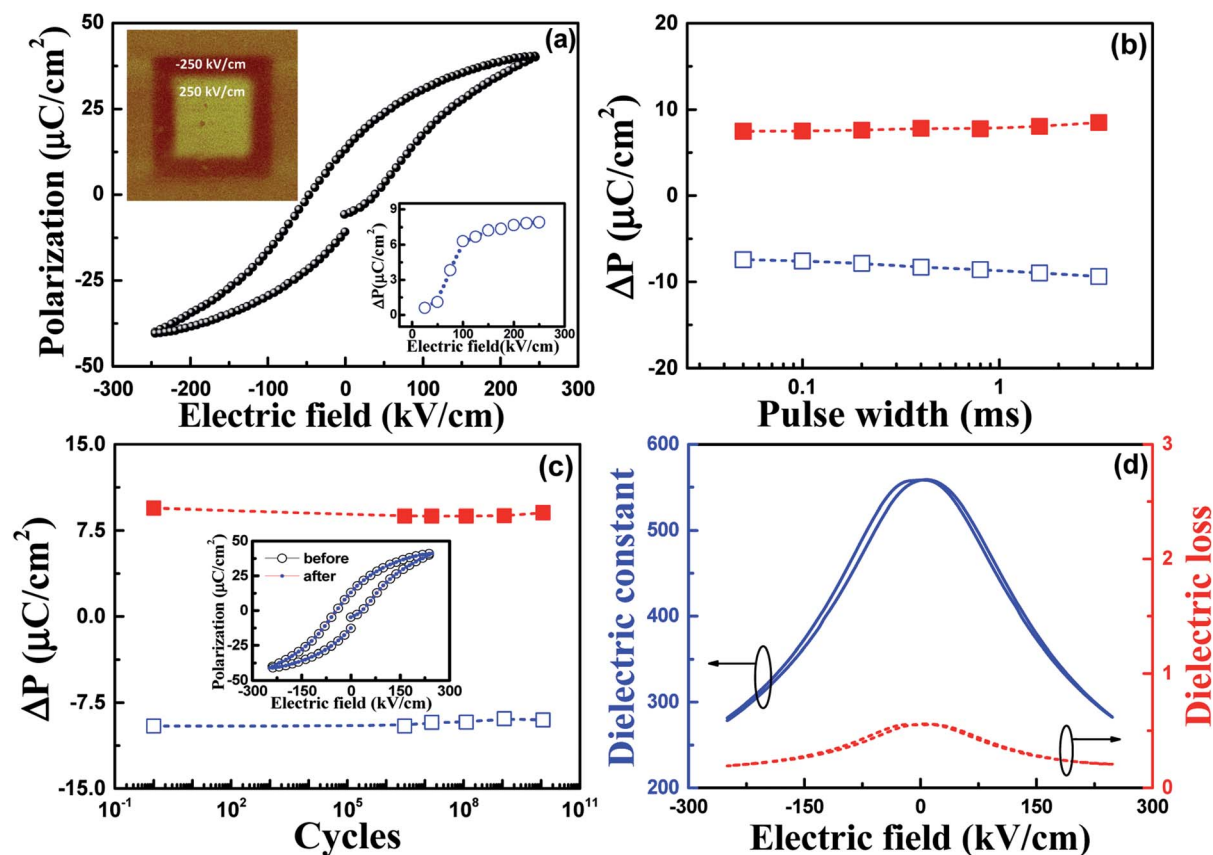 (a)
Polarization (μC/cm²)
50
25
0
-25
-50
-250 kV/cm
250 kV/cm
ΔP(μC/cm²)
9
6
3
0
0 100 200 300
Electric field(kV/cm)
-300 -200 -100 0 100 200 300
Electric field (kV/cm)
(b)
ΔP (μC/cm²)
20
10
0
-10
-20
0.1 1
Pulse width (ms)
(c)
ΔP (μC/cm²)
15.0
7.5
0.0
-7.5
-15.0
Polarization (μC/cm²)
50
25
0
-25
-50
before
after
-300 -150 0 150 300
Electric field (kV/cm)
10⁻¹ 10² 10⁵ 10⁸ 10¹¹
Cycles
(d)
Dielectric constant
600
500
400
300
200
3
2
1
0
Dielectric loss
-300 -150 0 150 300
Electric field (kV/cm)